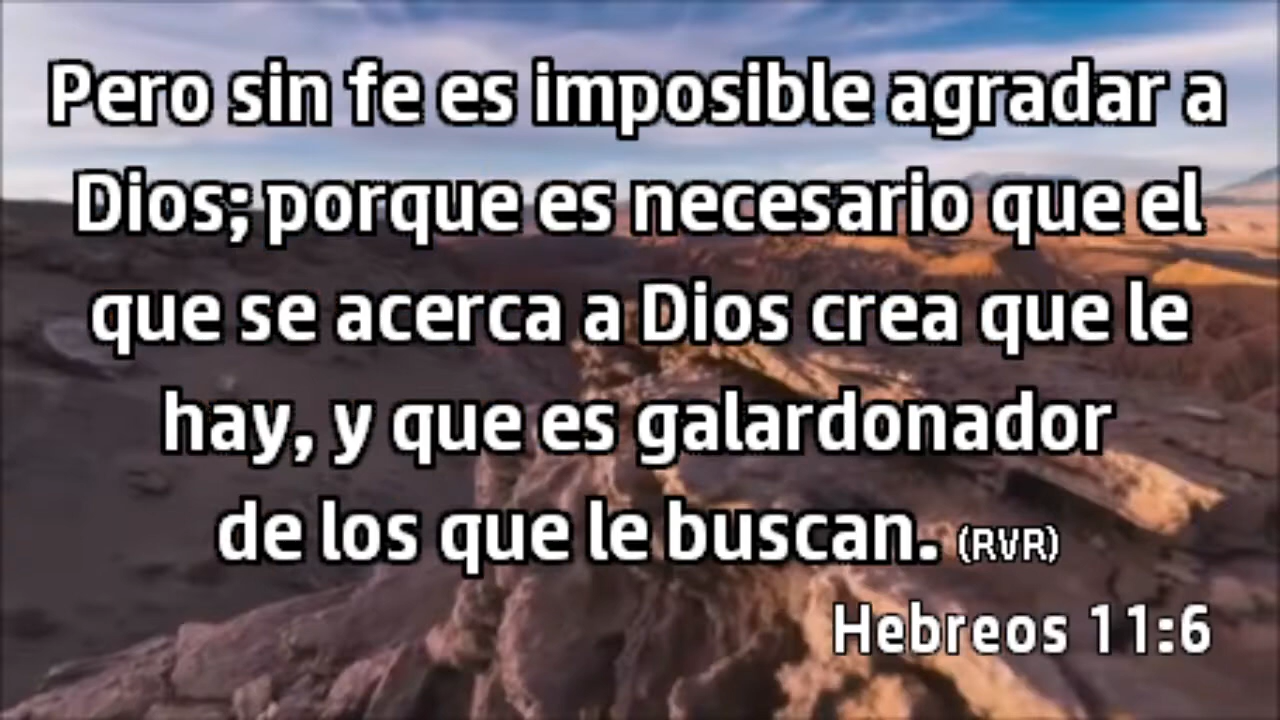 Pero sin fe es imposible agradar a
Dios; porque es necesario que el
que se acerca a Dios crea que le
hay, y que es galardonador
de los que le buscan. (RVR)
Hebreos 11:6